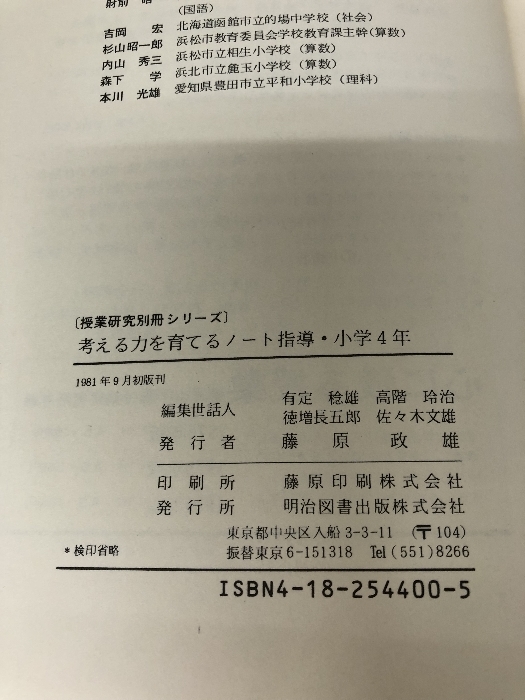 財前
(国語)
吉岡 宏 北海道函館市立的場中学校(社会)
杉山昭一郎 浜松市教育委員会学校教育課主幹(算数)
内山 秀三 浜松市立相生小学校(算数)
森下 学 浜北市立麁玉小学校(算数)
本川 光雄 愛知県豊田市立平和小学校(理科)
〔授業研究別冊シリーズ〕
考える力を育てるノート指導・小学4年
1981年9月初版刊
編集世話人 有定 稔雄 高階 玲治
徳増長五郎 佐々木文雄
発行者 藤原政雄
印刷所 藤原印刷株式会社
発行所 明治図書出版株式会社
東京都中央区入船3-3-11 (〒104)
*検印省略 振替東京6-151318 Tel (551)8266
ISBN4-18-254400-5